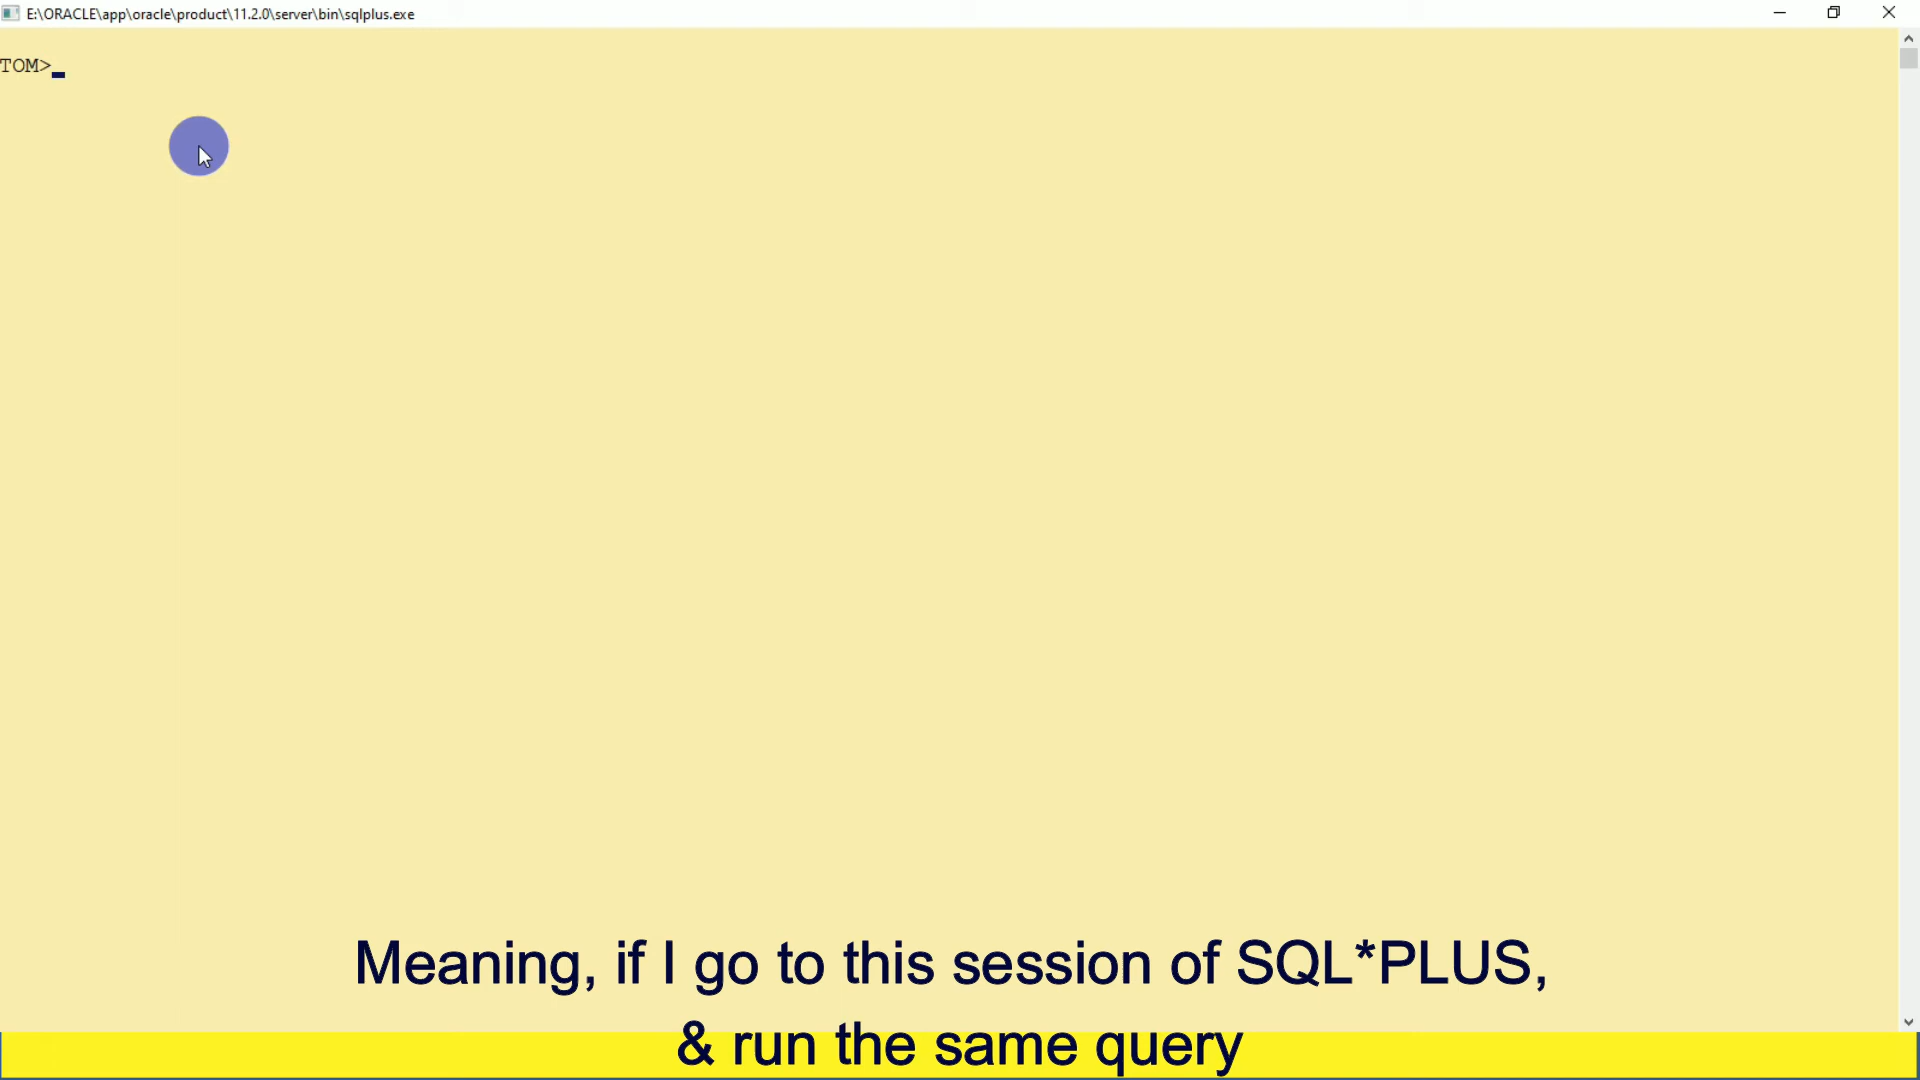 E:\ORACLE\app\oracle\product\11.2.0\server\bin\sqlplus.exe
TOM>
Meaning, if I go to this session of SQL*PLUS,
& run the same query